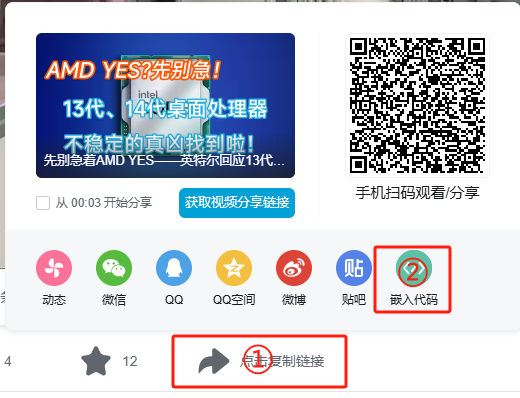 AMD YES?先别急！
intel
13代、14代桌面处理器
不稳定的真凶找到啦！
先别急着AMD YES——英特尔回应13代...
手机扫码观看/分享
从 00:03 开始分享
获取视频分享链接
贴
②
动态
微信
QQ
QQ空间
微博
贴吧
嵌入代码
4
12
①
点击复制链接